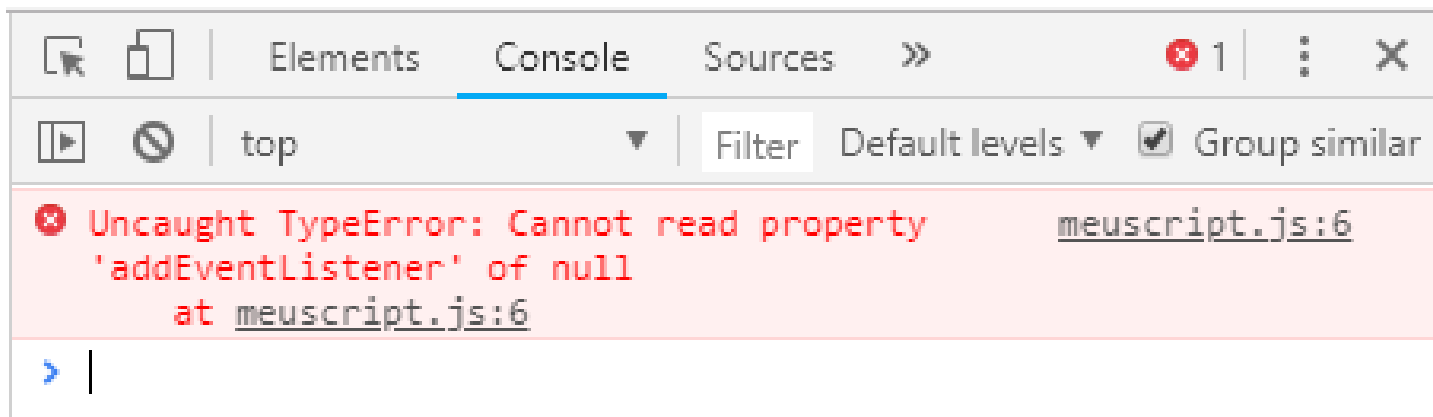 Elements Console Sources » 1
top Filter Default levels Group similar
Uncaught TypeError: Cannot read property meuscript.js:6
'addEventListener' of null
at meuscript.js:6
>